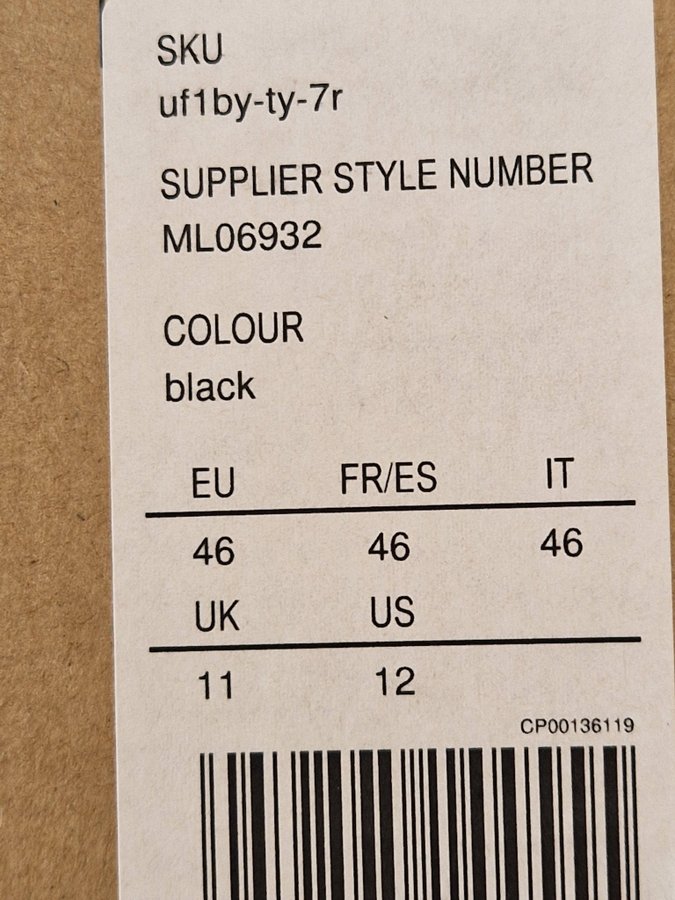 SKU
uf1by-ty-7r
SUPPLIER STYLE NUMBER
ML06932
COLOUR
black
EU FR/ES IT
46 46 46
UK US
11 12
CP00136119